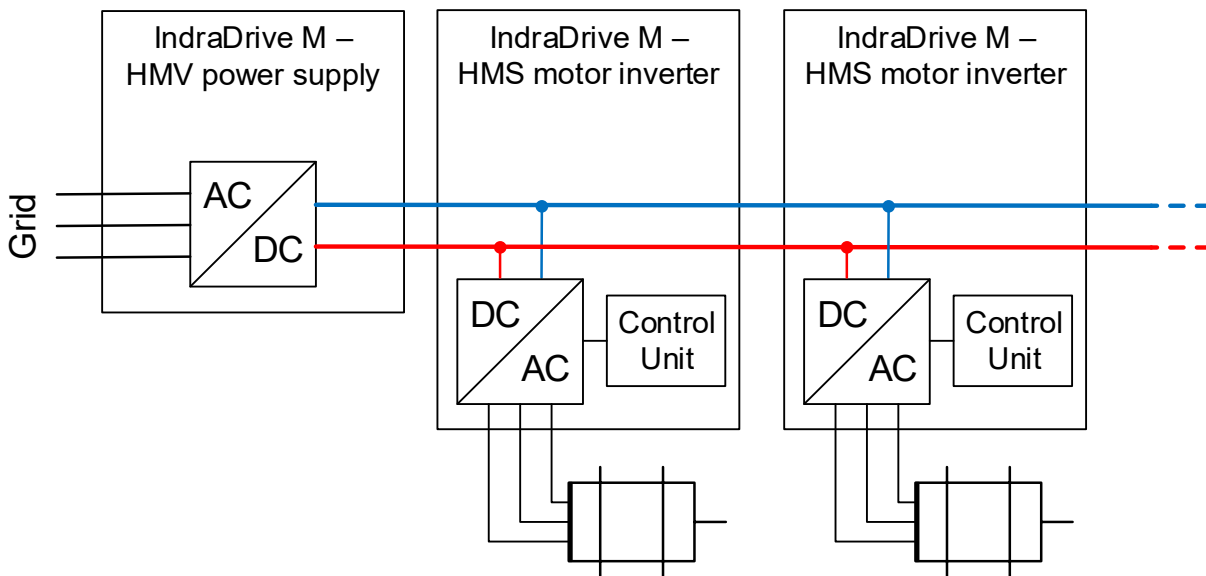 IndraDrive M –
HMV power supply
IndraDrive M –
HMS motor inverter
IndraDrive M –
HMS motor inverter
Grid
AC
DC
DC
AC
Control
Unit
DC
AC
Control
Unit